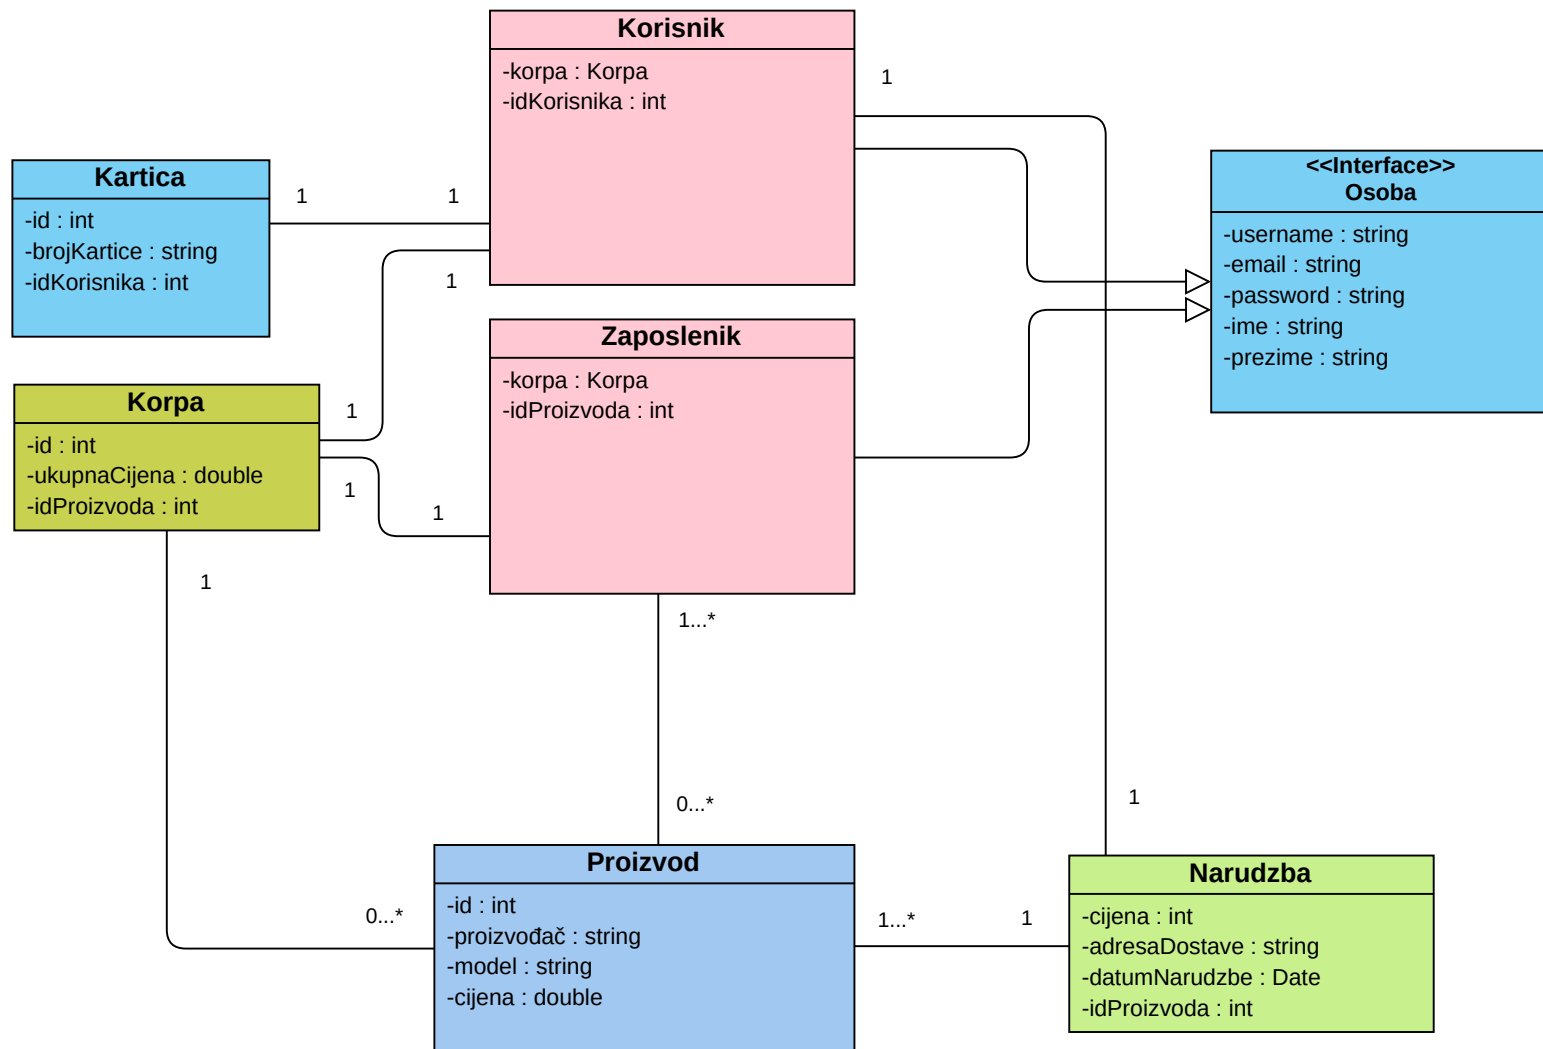 Korisnik
-korpa : Korpa
-idKorisnika : int
1
Kartica
-id : int
-brojKartice : string
-idKorisnika : int
1
1
<<Interface>>
Osoba
-username : string
-email : string
-password : string
-ime : string
-prezime : string
1
Zaposlenik
-korpa : Korpa
-idProizvoda : int
Korpa
-id : int
-ukupnaCijena : double
-idProizvoda : int
1
1
1
1
1...*
0...*
1
Proizvod
-id : int
-proizvođač : string
-model : string
-cijena : double
0...*
1...*
1
Narudzba
-cijena : int
-adresaDostave : string
-datumNarudzbe : Date
-idProizvoda : int